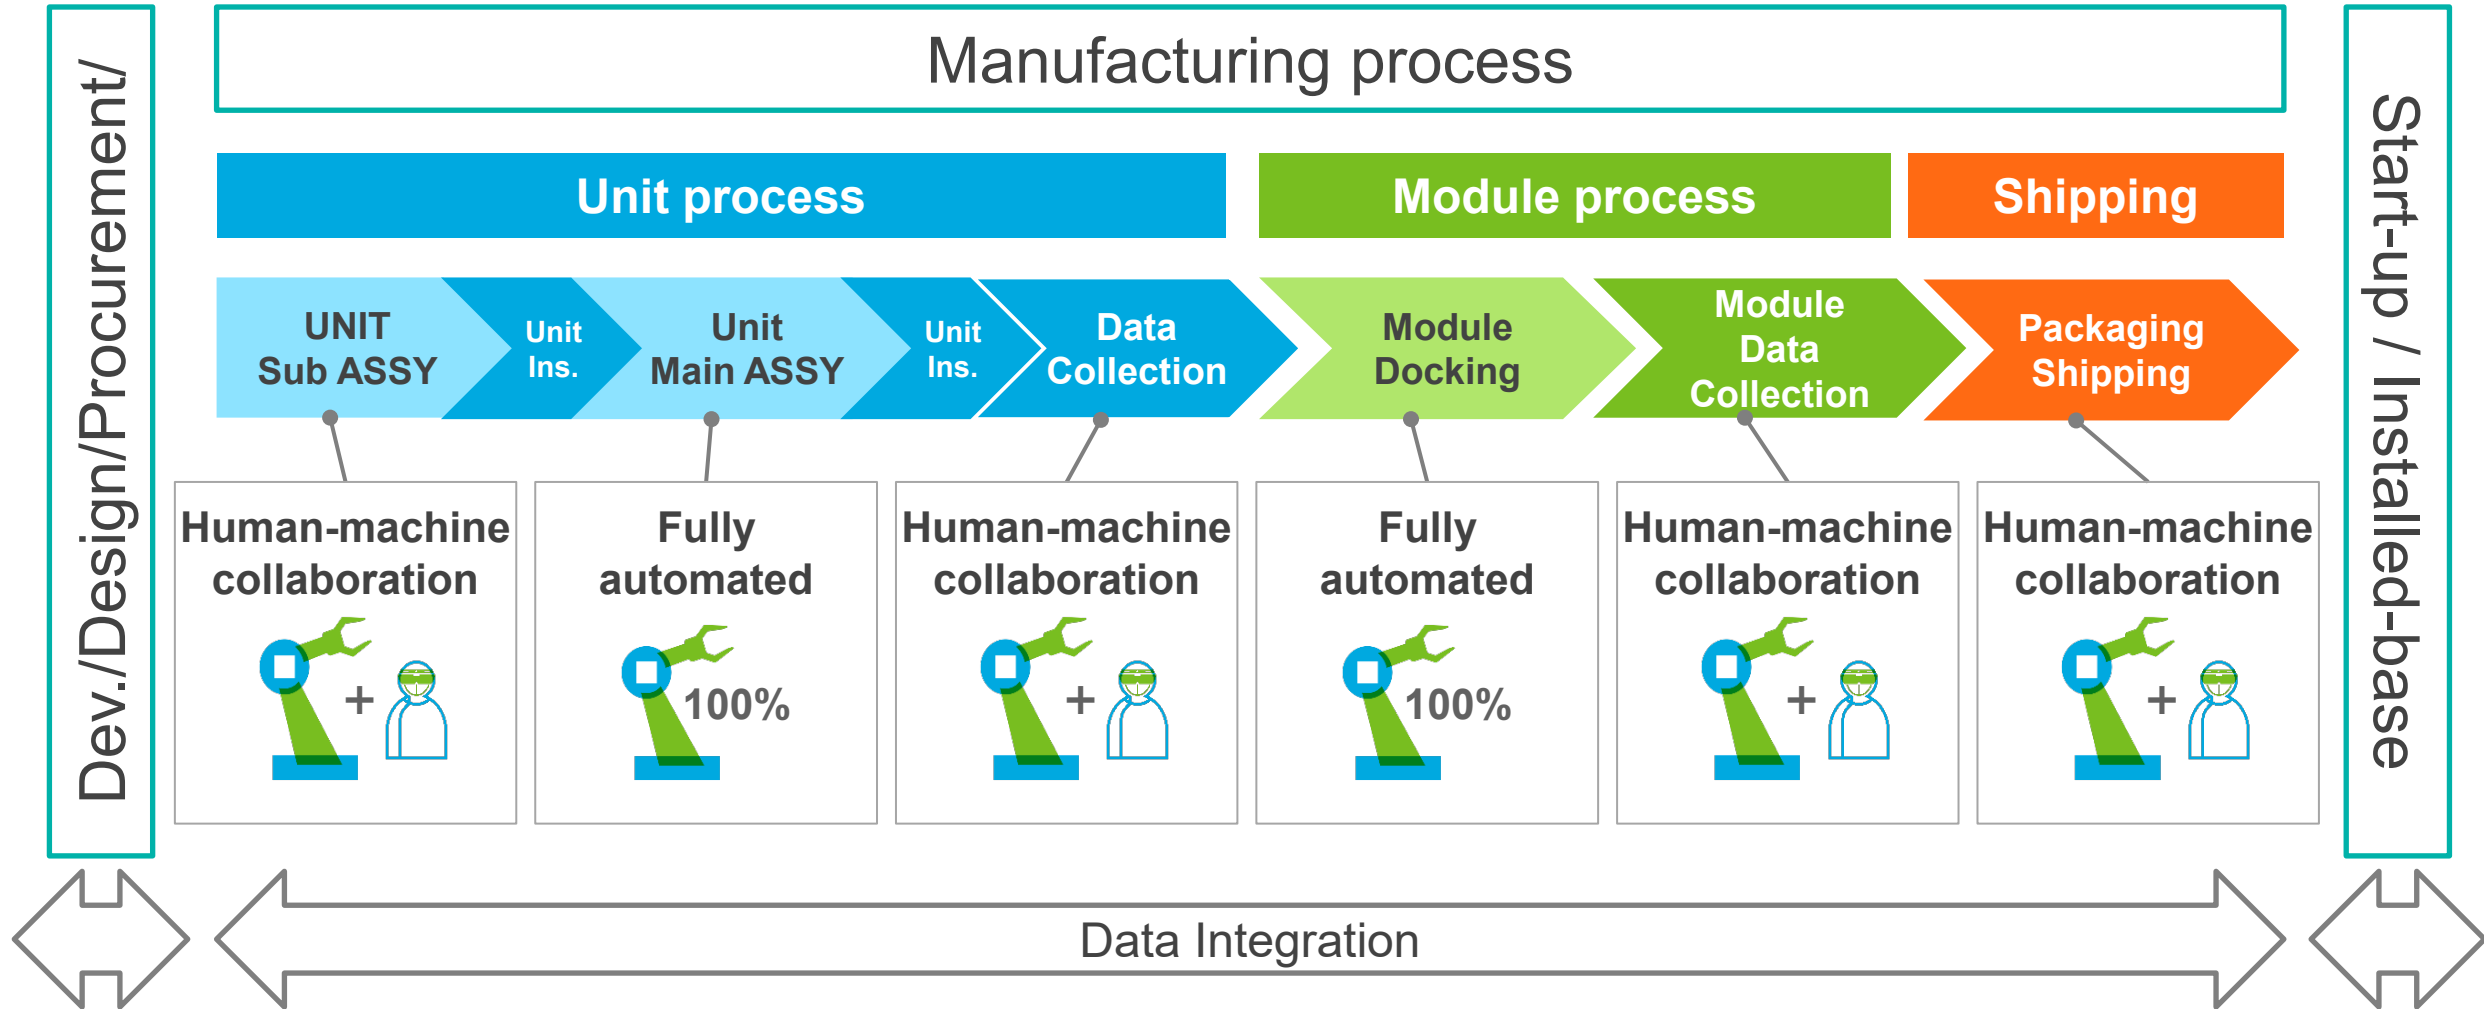 Dev./Design/Procurement/
Manufacturing process
Start-up / Installed-base
Unit process
Module process
Shipping
UNIT
Sub ASSY
Unit
Ins.
Unit
Main ASSY
Unit
Ins.
Data
Collection
Module
Docking
Module
Data
Collection
Packaging
Shipping
Human-machine
collaboration
+
Fully
automated
100%
Human-machine
collaboration
+
Fully
automated
100%
Human-machine
collaboration
+
Human-machine
collaboration
+
Data Integration